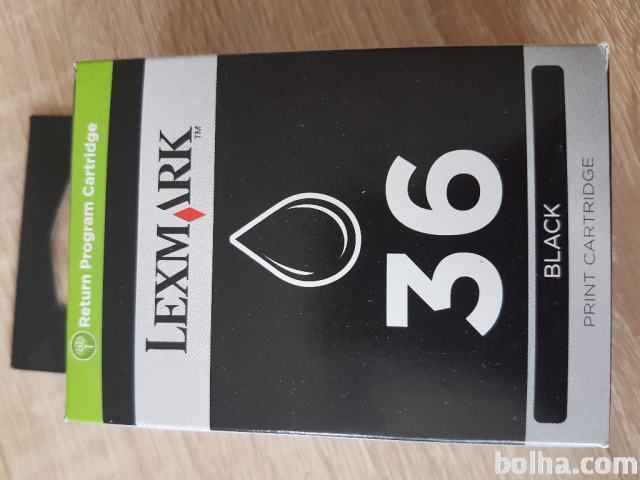 Return Program Cartridge
LEXMARK™
36
BLACK
PRINT CARTRIDGE
bolha.com